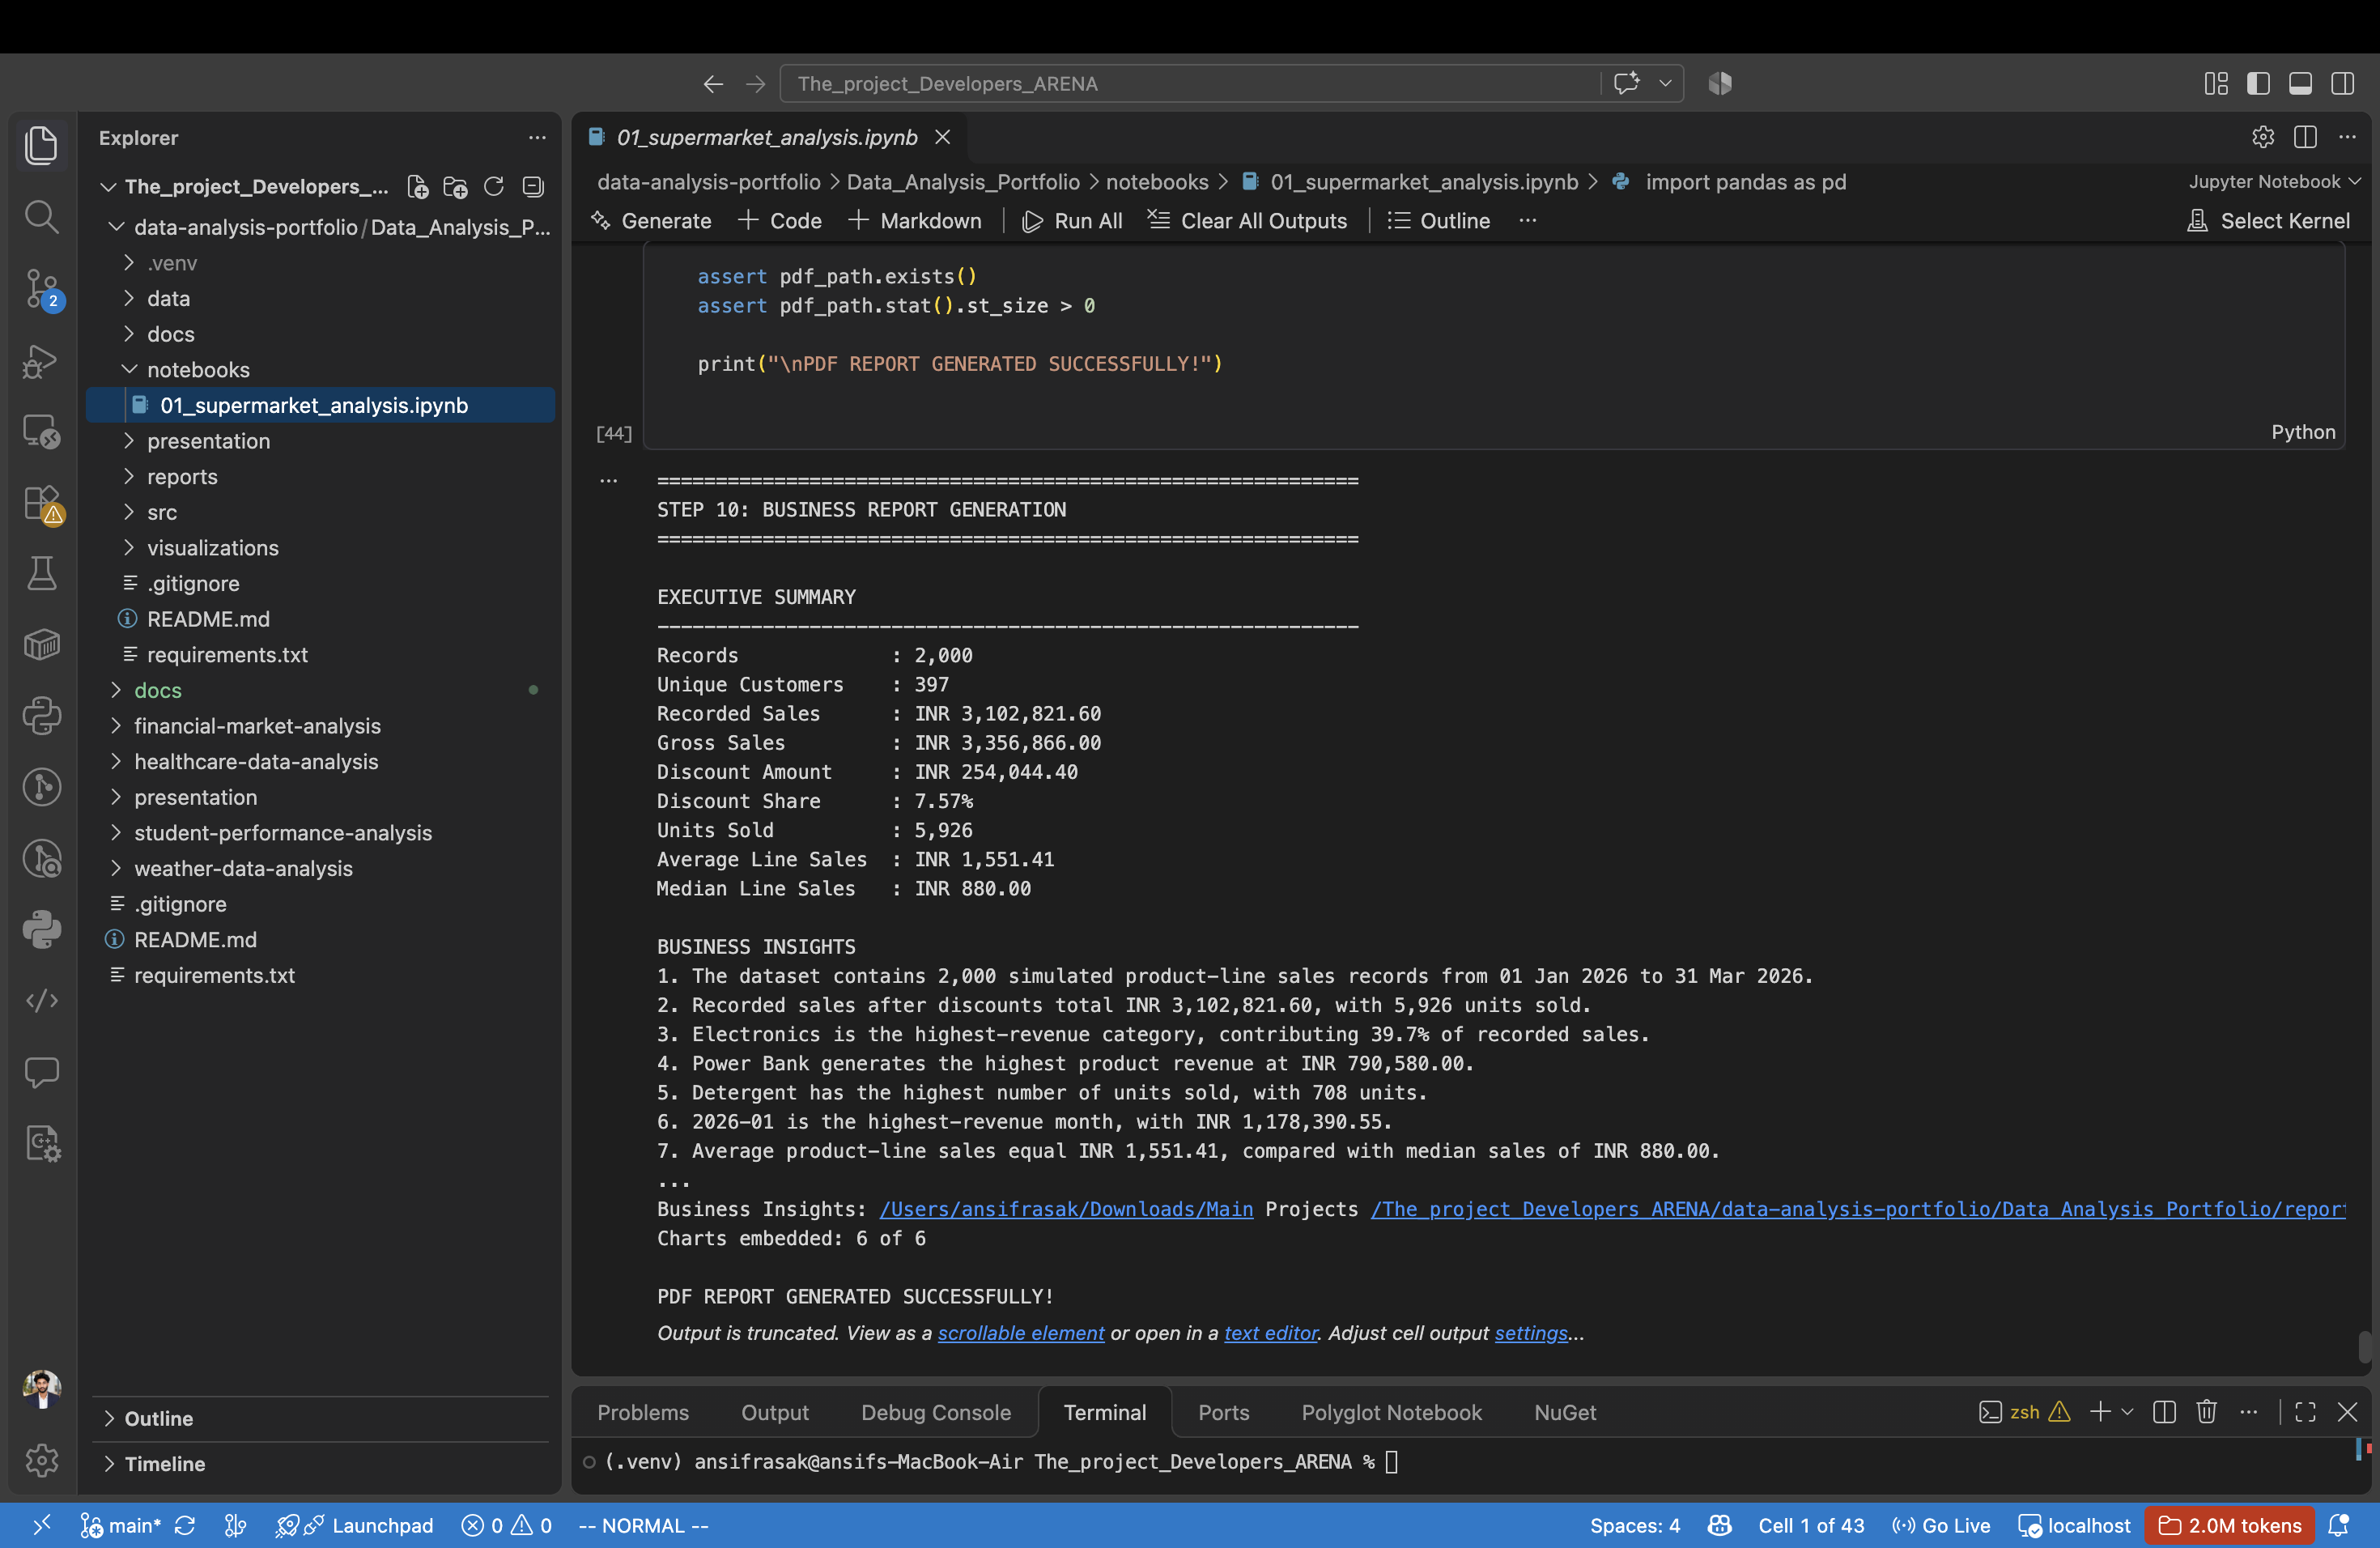 The_project_Developers_ARENA
Explorer
The_project_Developers_...
data-analysis-portfolio/Data_Analysis_P...
.venv
data
docs
notebooks
01_supermarket_analysis.ipynb
presentation
reports
src
visualizations
.gitignore
README.md
requirements.txt
docs
financial-market-analysis
healthcare-data-analysis
presentation
student-performance-analysis
weather-data-analysis
.gitignore
README.md
requirements.txt
Outline
Timeline
2
01_supermarket_analysis.ipynb
data-analysis-portfolio > Data_Analysis_Portfolio > notebooks > 01_supermarket_analysis.ipynb > import pandas as pd
Jupyter Notebook
Generate + Code + Markdown Run All Clear All Outputs Outline ...
Select Kernel
assert pdf_path.exists()
assert pdf_path.stat().st_size > 0
print("\nPDF REPORT GENERATED SUCCESSFULLY!")
[44]
Python
...
============================================================
STEP 10: BUSINESS REPORT GENERATION
============================================================
EXECUTIVE SUMMARY
------------------------------------------------------------
Records : 2,000
Unique Customers : 397
Recorded Sales : INR 3,102,821.60
Gross Sales : INR 3,356,866.00
Discount Amount : INR 254,044.40
Discount Share : 7.57%
Units Sold : 5,926
Average Line Sales : INR 1,551.41
Median Line Sales : INR 880.00
BUSINESS INSIGHTS
1. The dataset contains 2,000 simulated product-line sales records from 01 Jan 2026 to 31 Mar 2026.
2. Recorded sales after discounts total INR 3,102,821.60, with 5,926 units sold.
3. Electronics is the highest-revenue category, contributing 39.7% of recorded sales.
4. Power Bank generates the highest product revenue at INR 790,580.00.
5. Detergent has the highest number of units sold, with 708 units.
6. 2026-01 is the highest-revenue month, with INR 1,178,390.55.
7. Average product-line sales equal INR 1,551.41, compared with median sales of INR 880.00.
...
Business Insights: /Users/ansifrasak/Downloads/Main Projects /The_project_Developers_ARENA/data-analysis-portfolio/Data_Analysis_Portfolio/report
Charts embedded: 6 of 6
PDF REPORT GENERATED SUCCESSFULLY!
Output is truncated. View as a scrollable element or open in a text editor. Adjust cell output settings...
Problems Output Debug Console Terminal Ports Polyglot Notebook NuGet
zsh
(.venv) ansifrasak@ansifs-MacBook-Air The_project_Developers_ARENA %
main* Launchpad 0 0 -- NORMAL --
Spaces: 4 Cell 1 of 43 Go Live localhost 2.0M tokens